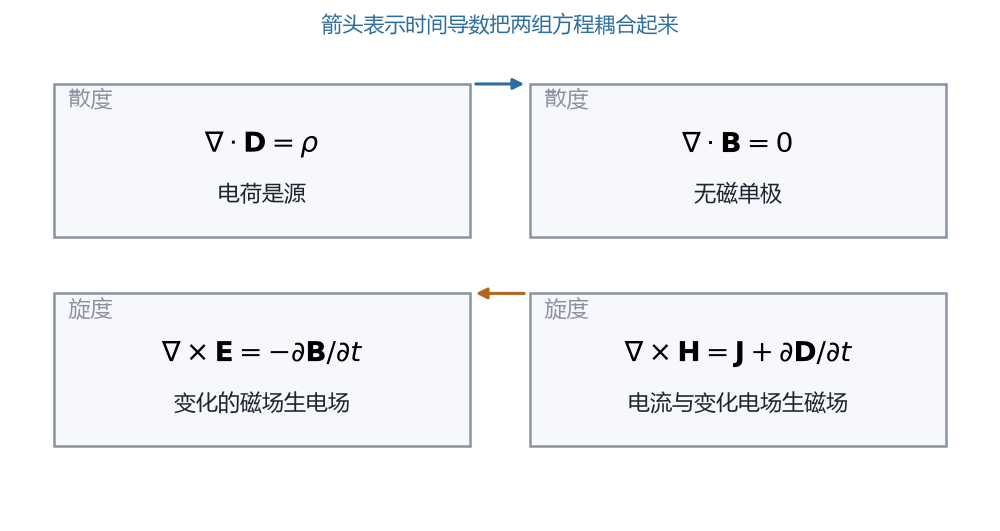 箭头表示时间导数把两组方程耦合起来
散度
∇ · D = ρ
电荷是源
散度
∇ · B = 0
无磁单极
旋度
∇ × E = −∂B/∂t
变化的磁场生电场
旋度
∇ × H = J + ∂D/∂t
电流与变化电场生磁场